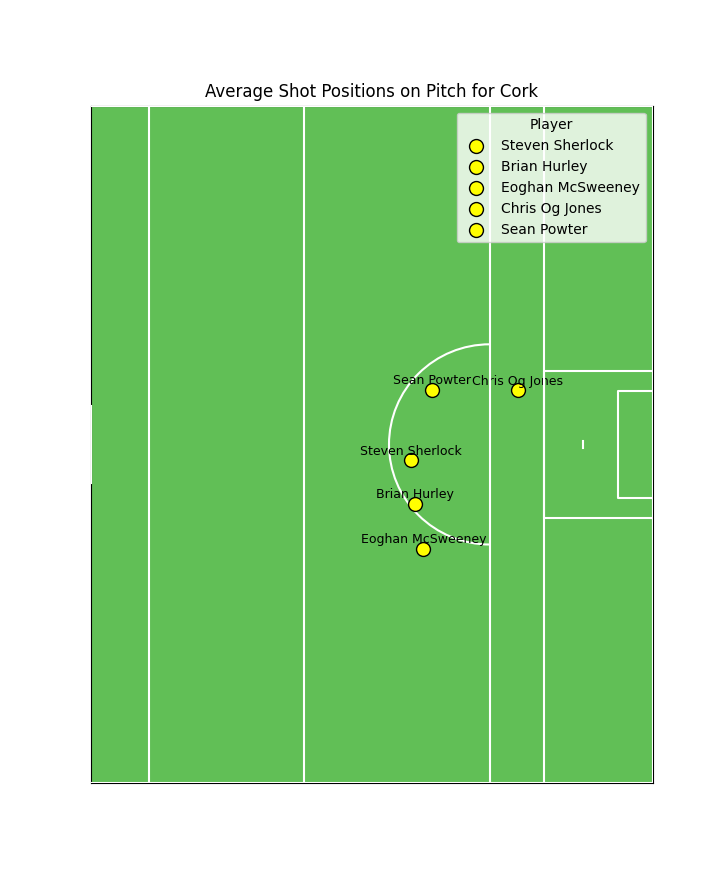 Average Shot Positions on Pitch for Cork
Player
Steven Sherlock
Brian Hurley
Eoghan McSweeney
Chris Og Jones
Sean Powter
Sean Powter
Chris Og Jones
Steven Sherlock
Brian Hurley
Eoghan McSweeney